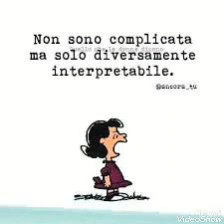 Non sono complicata
ma solo diversamente
interpretabile.
@ancora_tu
VideoShow